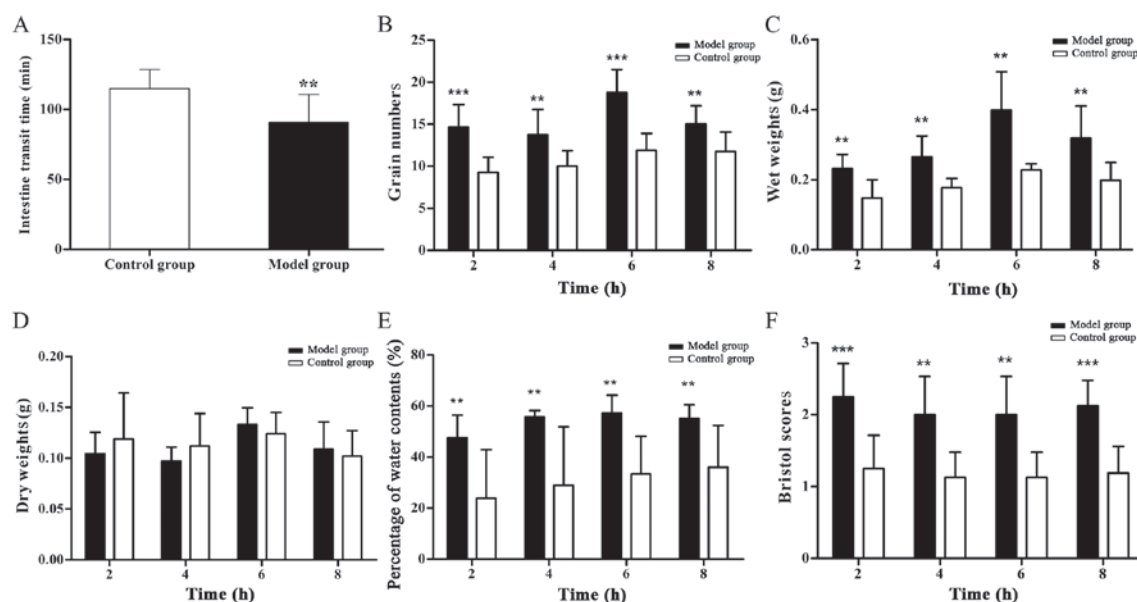 A
Intestine transit time (min)
150
100
50
0
**
Control group
Model group
B
Grain numbers
25
20
15
10
5
0
Model group
Control group
***
**
***
**
2
4
6
8
Time (h)
C
Wet weights (g)
0.6
0.4
0.2
0.0
Model group
Control group
**
**
**
**
2
4
6
8
Time (h)
D
Dry weights (g)
0.20
0.15
0.10
0.05
0.00
Model group
Control group
2
4
6
8
Time (h)
E
Percentage of water contents (%)
80
60
40
20
0
Model group
Control group
**
**
**
**
2
4
6
8
Time (h)
F
Bristol scores
3
2
1
0
Model group
Control group
***
**
**
***
2
4
6
8
Time (h)